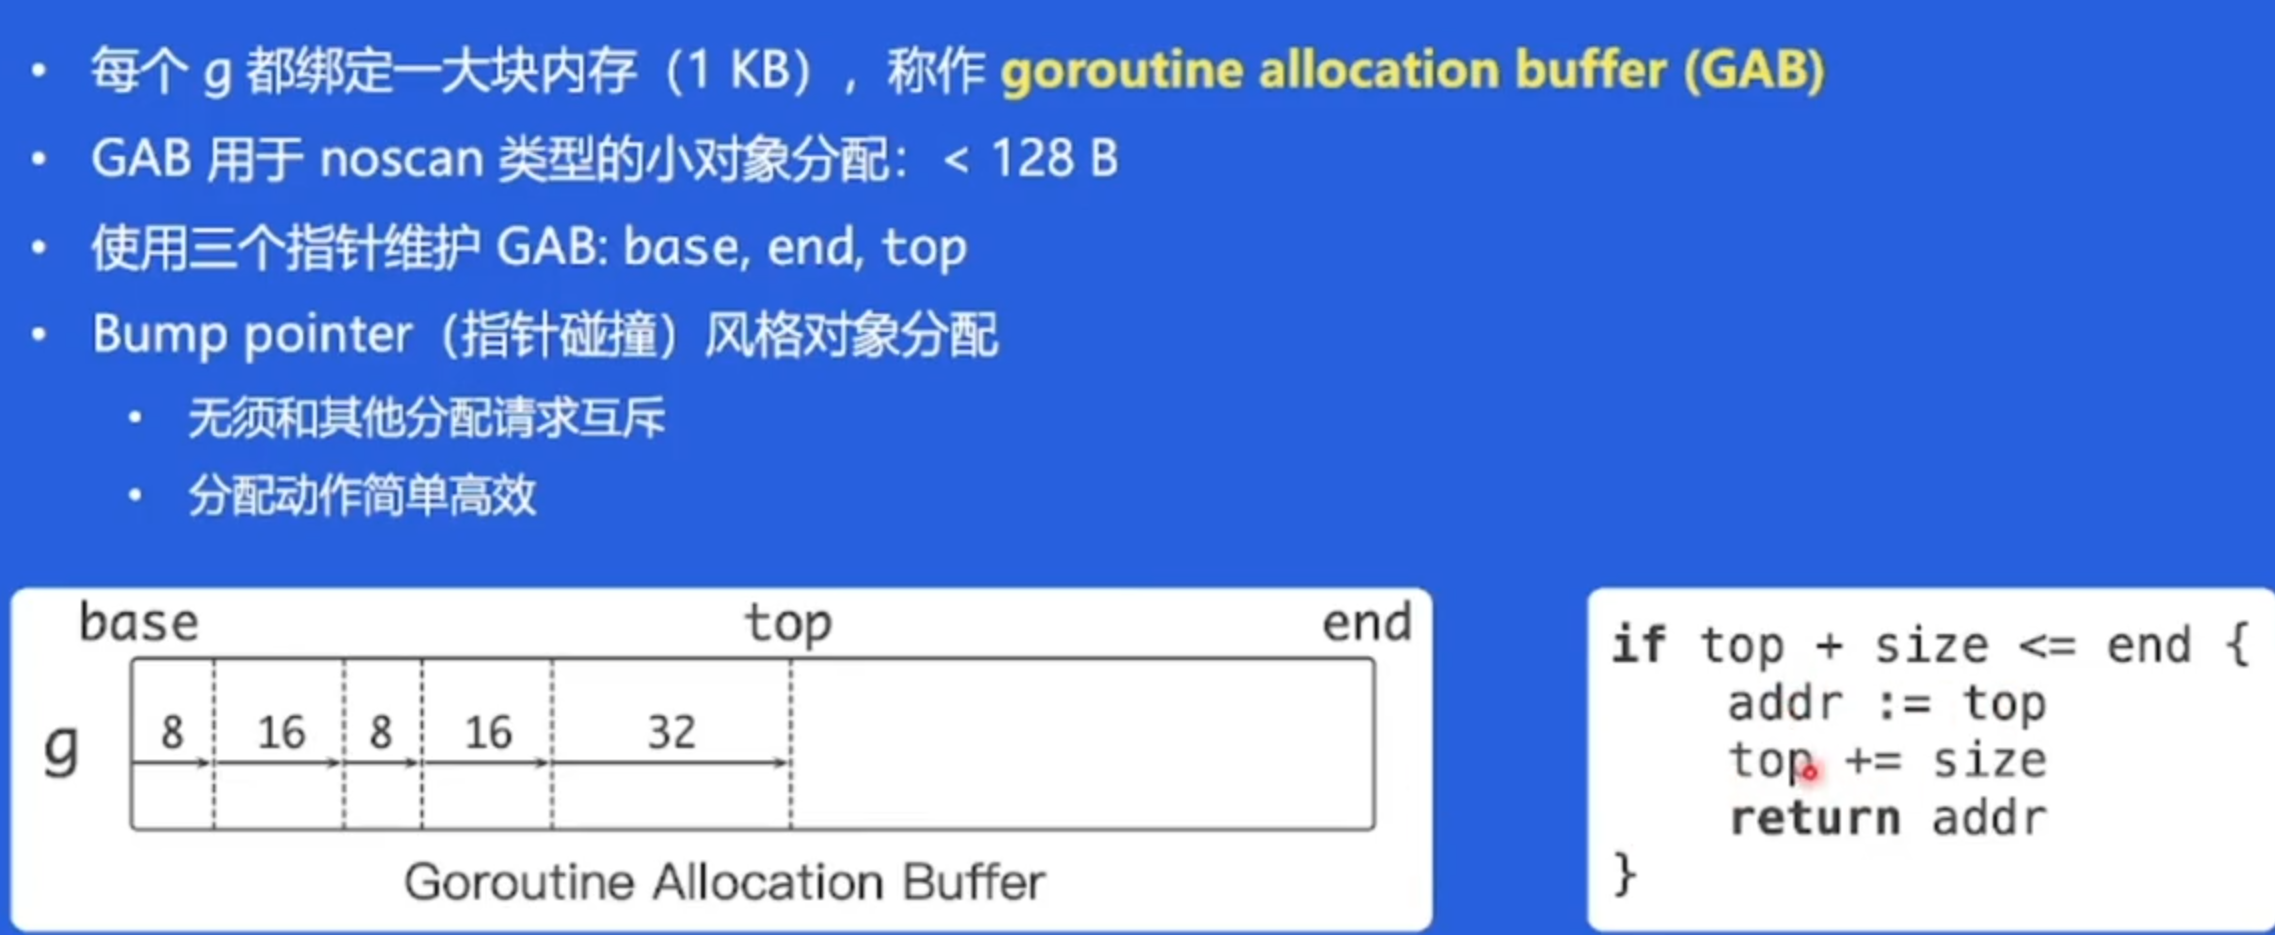 • 每个 g 都绑定一大块内存（1 KB），称作 goroutine allocation buffer (GAB)
• GAB 用于 noscan 类型的小对象分配：< 128 B
• 使用三个指针维护 GAB: base, end, top
• Bump pointer（指针碰撞）风格对象分配
• 无须和其他分配请求互斥
• 分配动作简单高效
base top end
g 8 16 8 16 32
Goroutine Allocation Buffer
if top + size <= end {
addr := top
top += size
return addr
}